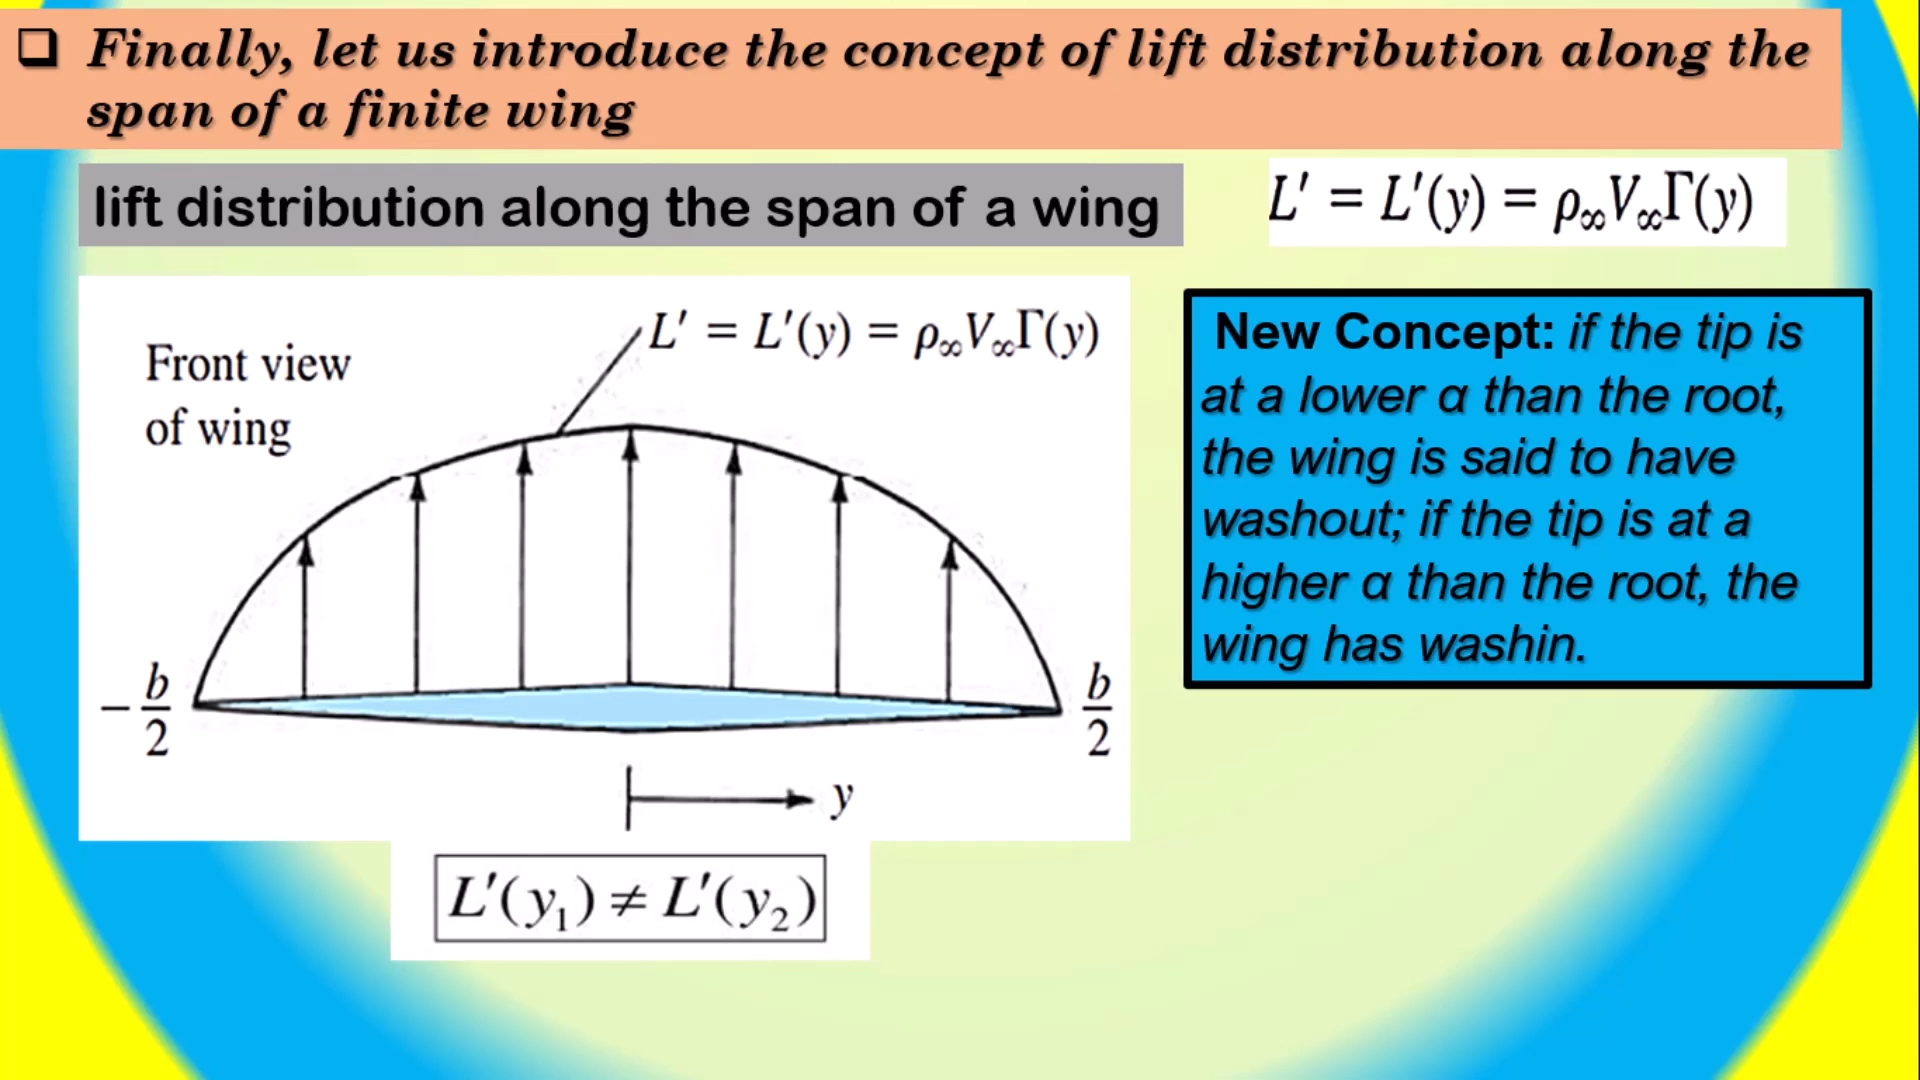 ❑ Finally, let us introduce the concept of lift distribution along the
span of a finite wing
lift distribution along the span of a wing
L′ = L′(y) = ρ∞V∞Γ(y)
L′ = L′(y) = ρ∞V∞Γ(y)
Front view
of wing
−b/2
b/2
y
L′(y₁) ≠ L′(y₂)
New Concept: if the tip is
at a lower α than the root,
the wing is said to have
washout; if the tip is at a
higher α than the root, the
wing has washin.